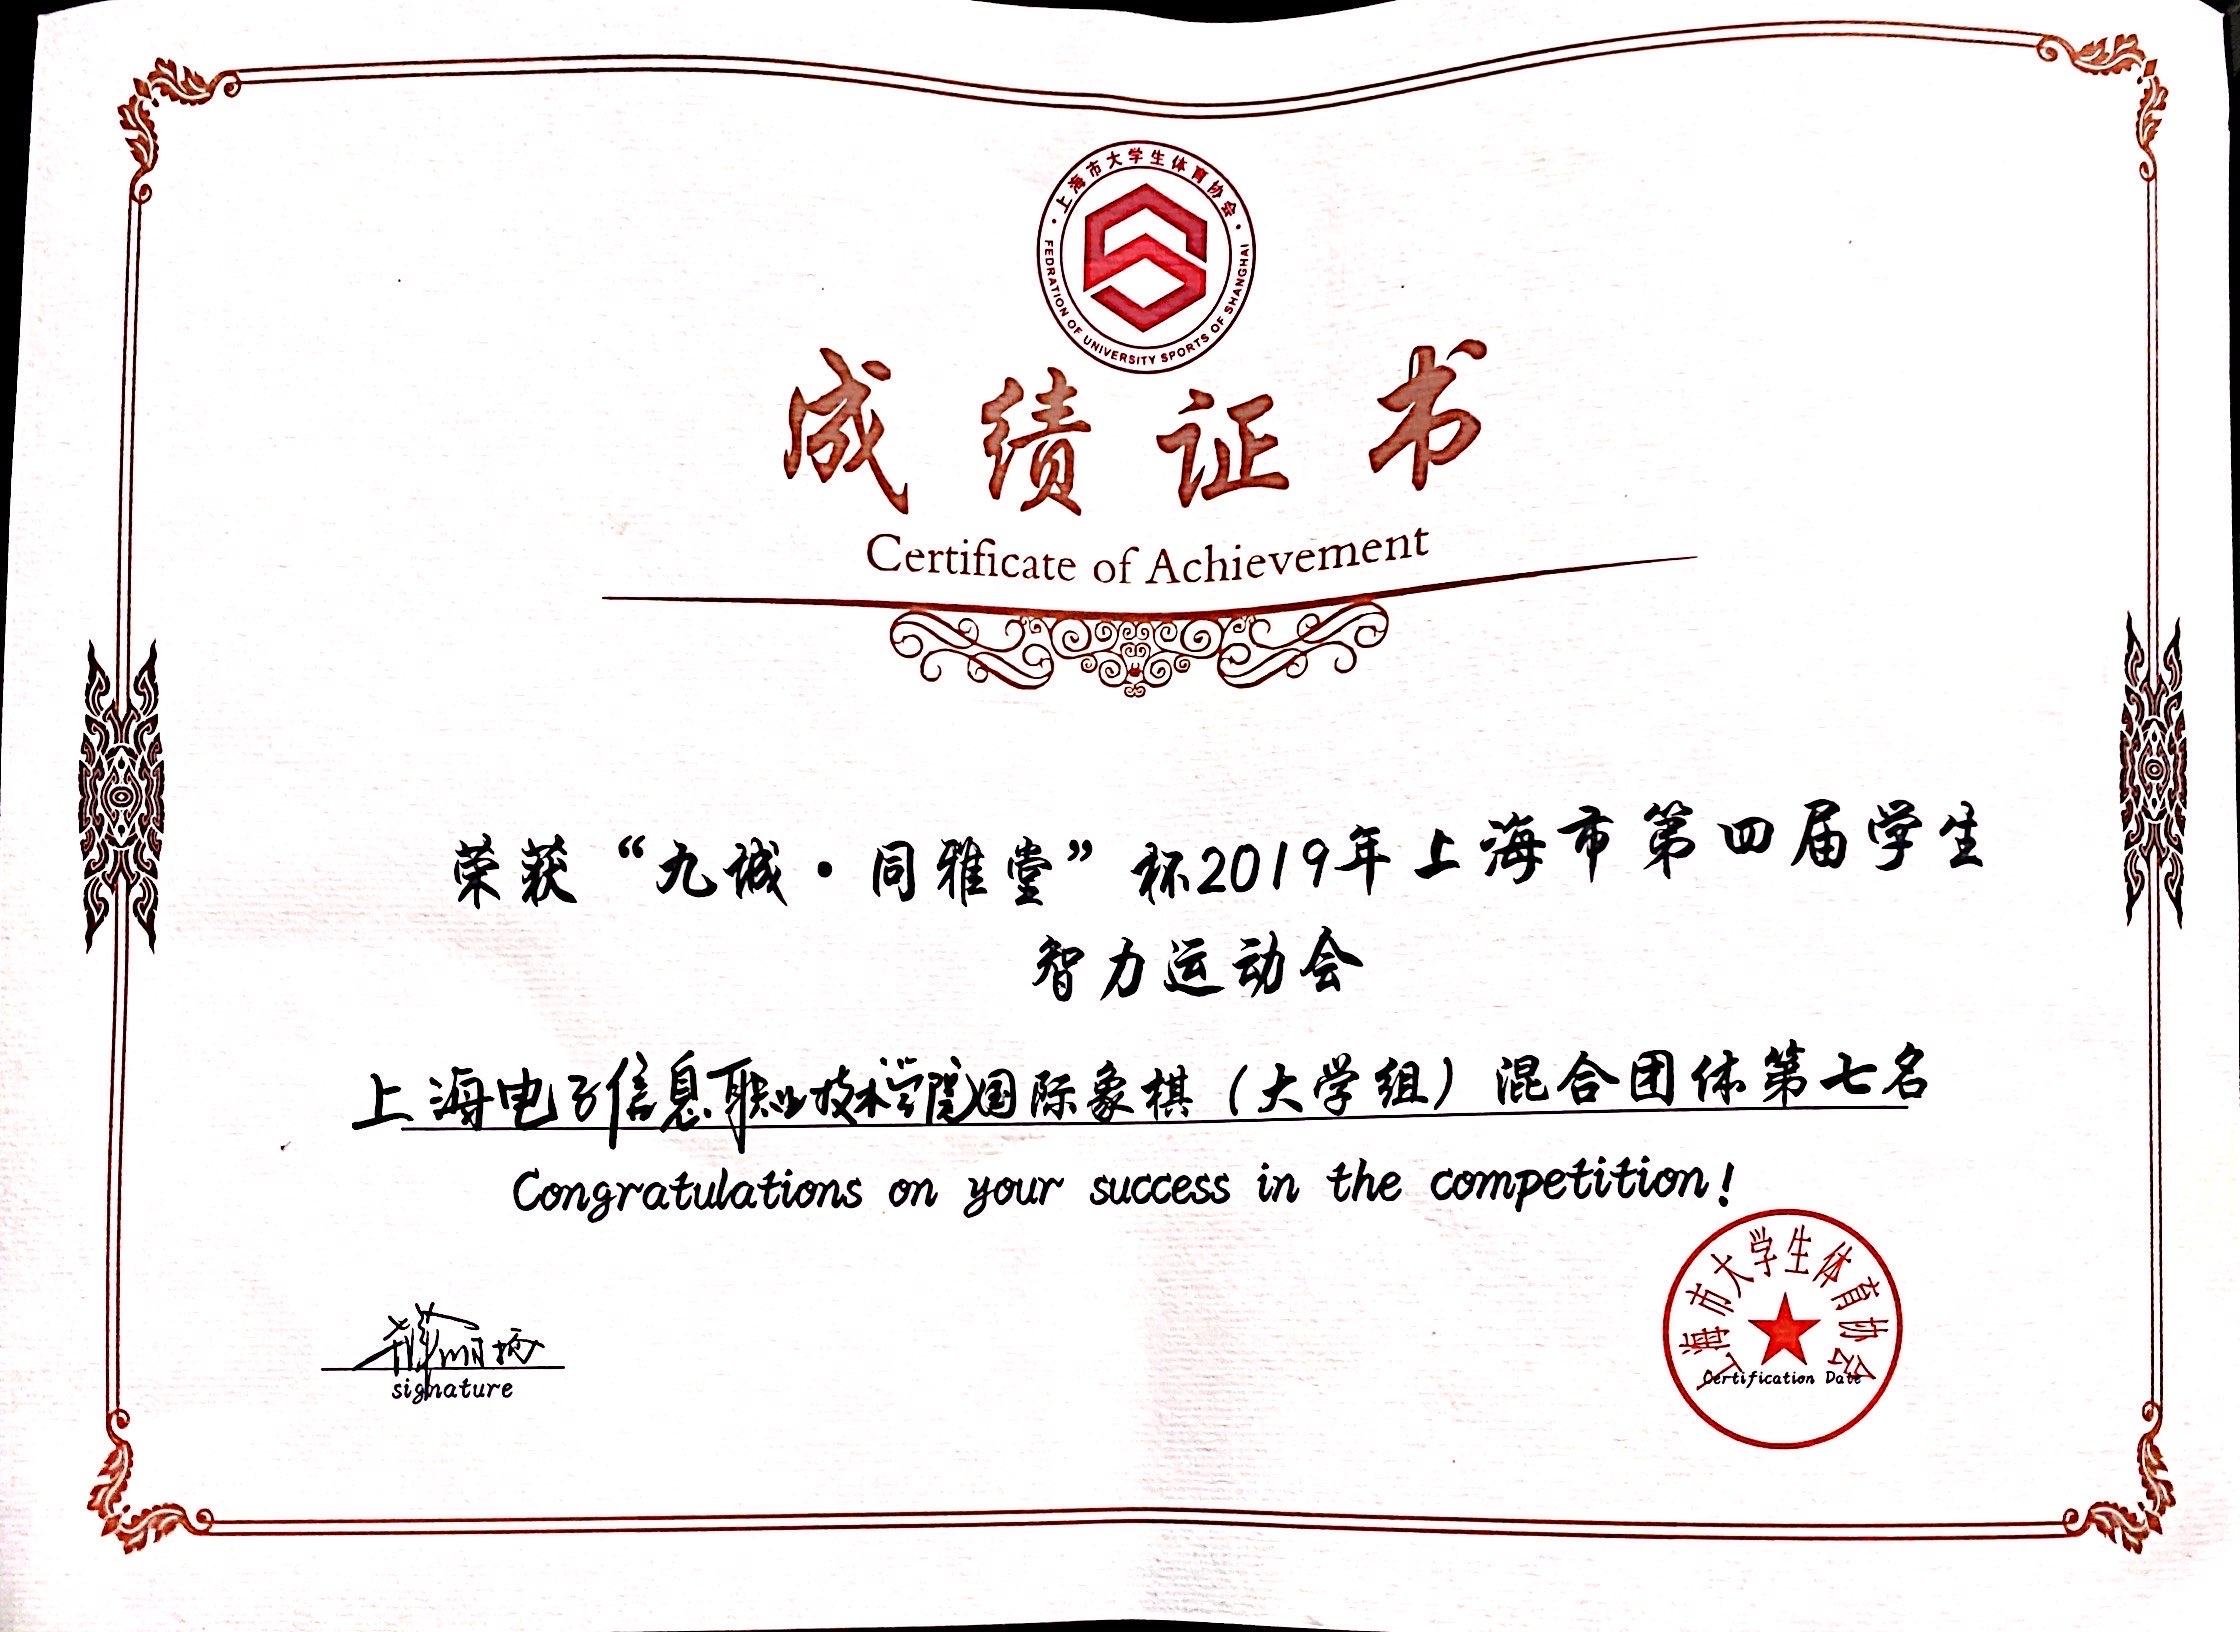 上海市大学生体育协会
FEDRATION OF UNIVERSITY SPORTS OF SHANGHAI
成绩证书
Certificate of Achievement
荣获“九诚·同雅堂”杯2019年上海市第四届学生
智力运动会
上海电子信息职业技术学院国际象棋（大学组）混合团体第七名
Congratulations on your success in the competition!
signature
上海市大学生体育协会
Certification Date